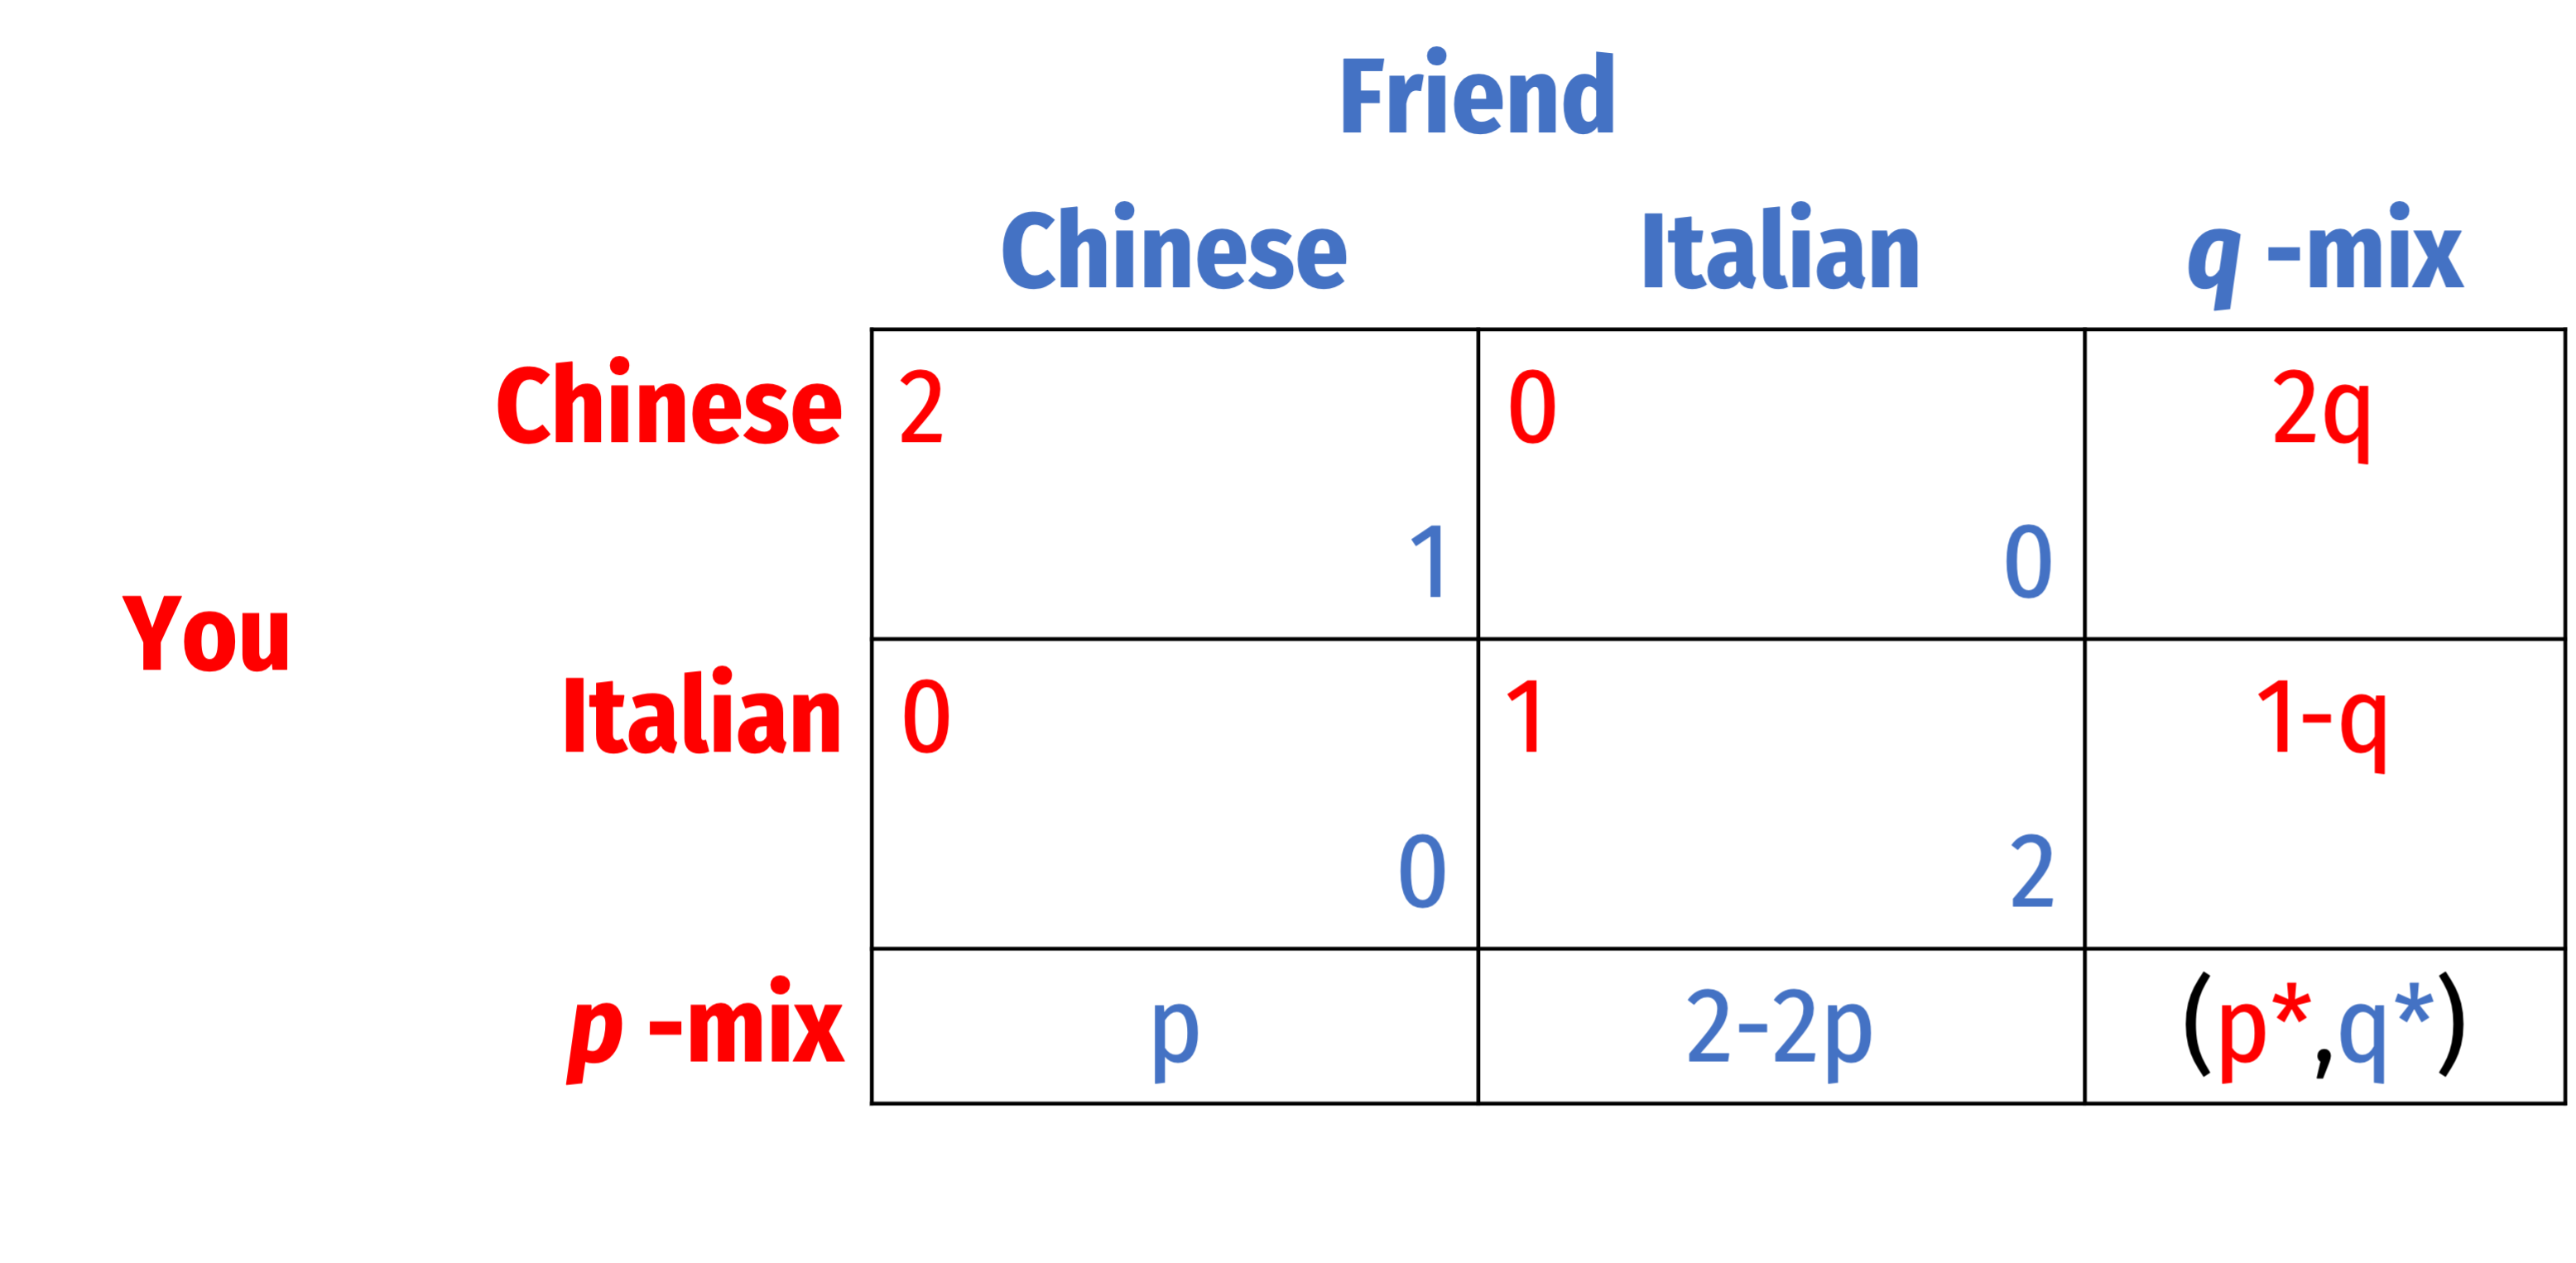 Friend
Chinese Italian q -mix
Chinese 2 0 2q
1 0
You
Italian 0 1 1-q
0 2
p -mix p 2-2p (p*,q*)